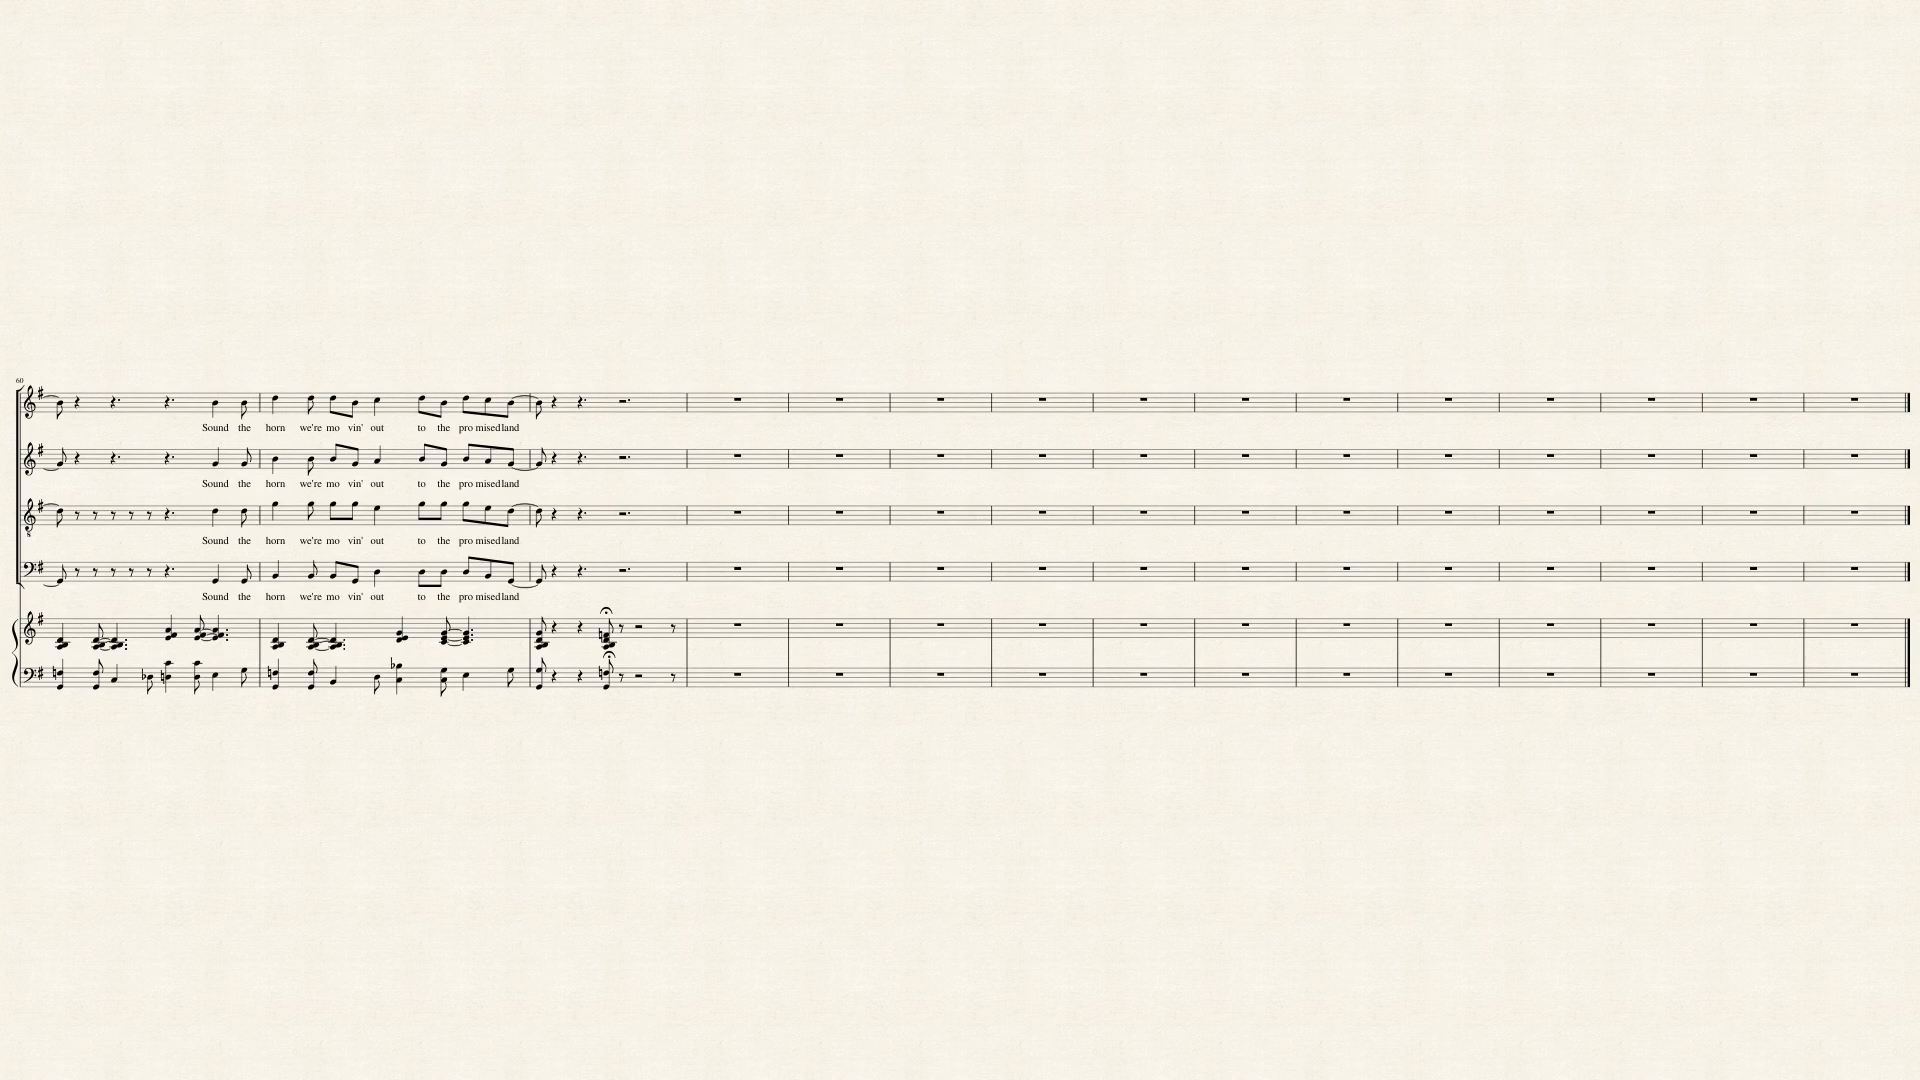 60
Sound the horn we're mo vin' out to the pro mised land
Sound the horn we're mo vin' out to the pro mised land
Sound the horn we're mo vin' out to the pro mised land
Sound the horn we're mo vin' out to the pro mised land